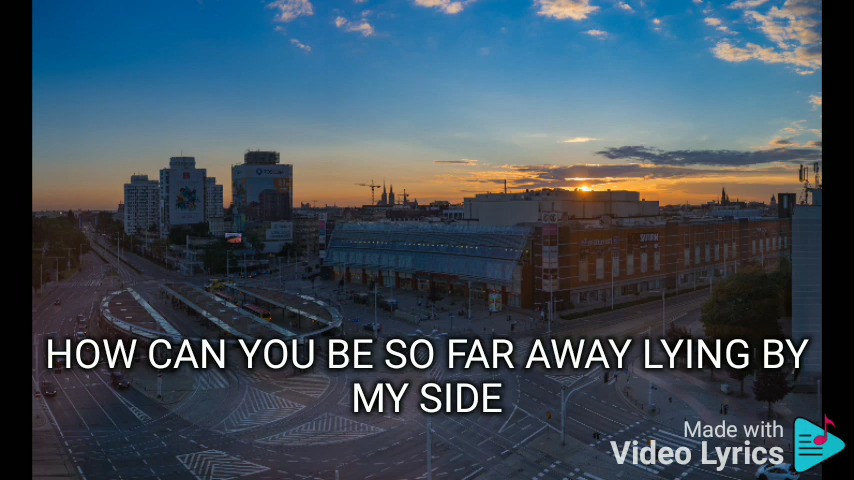 HOW CAN YOU BE SO FAR AWAY LYING BY
MY SIDE
Made with
Video Lyrics